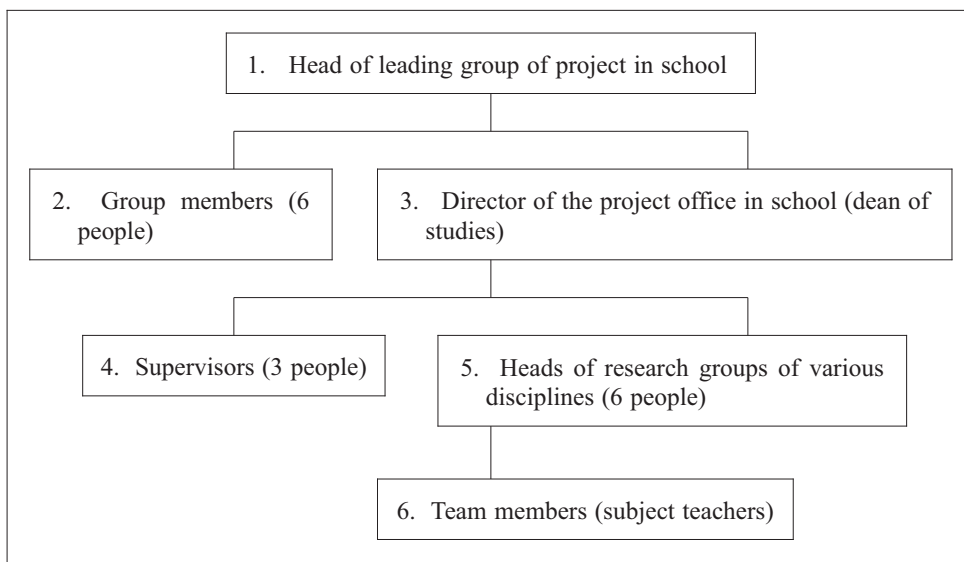 1. Head of leading group of project in school
2. Group members (6
people)
3. Director of the project office in school (dean of
studies)
4. Supervisors (3 people)
5. Heads of research groups of various
disciplines (6 people)
6. Team members (subject teachers)